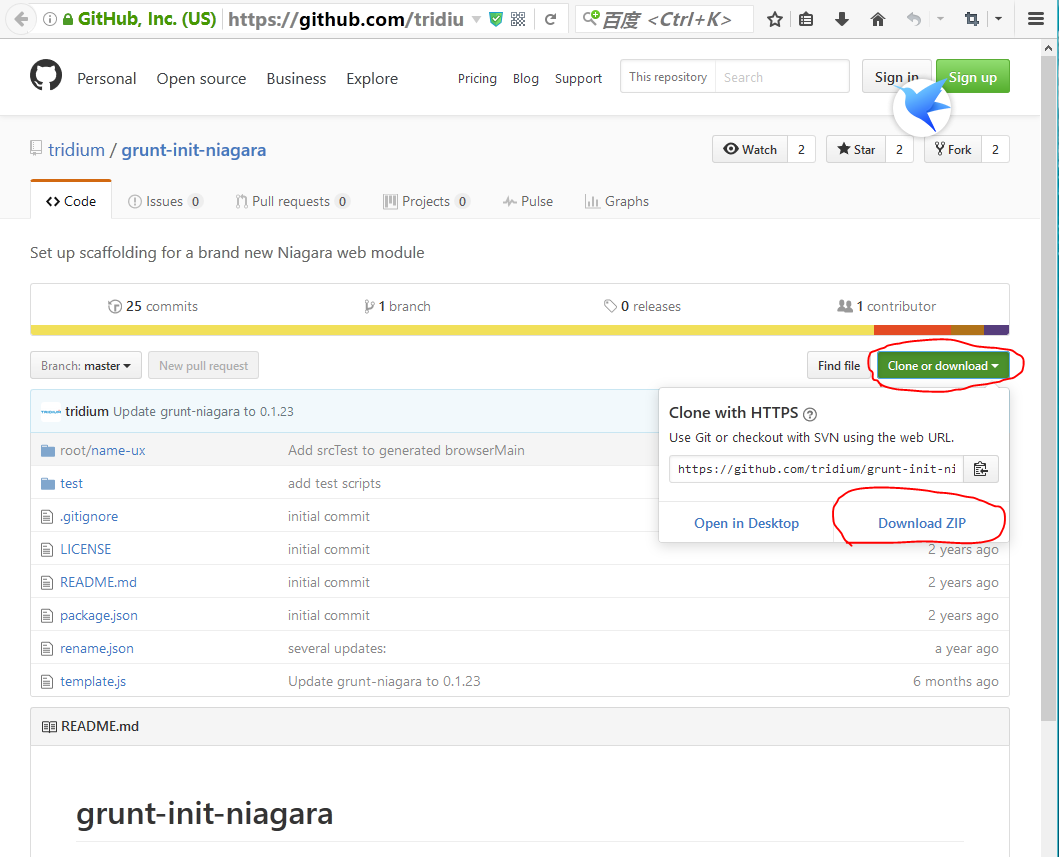 GitHub, Inc. (US) https://github.com/tridiu 百度 <Ctrl+K>
Personal Open source Business Explore Pricing Blog Support This repository Search Sign in Sign up
tridium / grunt-init-niagara Watch 2 Star 2 Fork 2
Code Issues 0 Pull requests 0 Projects 0 Pulse Graphs
Set up scaffolding for a brand new Niagara web module
25 commits 1 branch 0 releases 1 contributor
Branch: master New pull request Find file Clone or download
TRIDIUM tridium Update grunt-niagara to 0.1.23
Clone with HTTPS ?
Use Git or checkout with SVN using the web URL.
https://github.com/tridium/grunt-init-ni
Open in Desktop Download ZIP
root/name-ux Add srcTest to generated browserMain
test add test scripts
.gitignore initial commit
LICENSE initial commit 2 years ago
README.md initial commit 2 years ago
package.json initial commit 2 years ago
rename.json several updates: a year ago
template.js Update grunt-niagara to 0.1.23 6 months ago
README.md
grunt-init-niagara